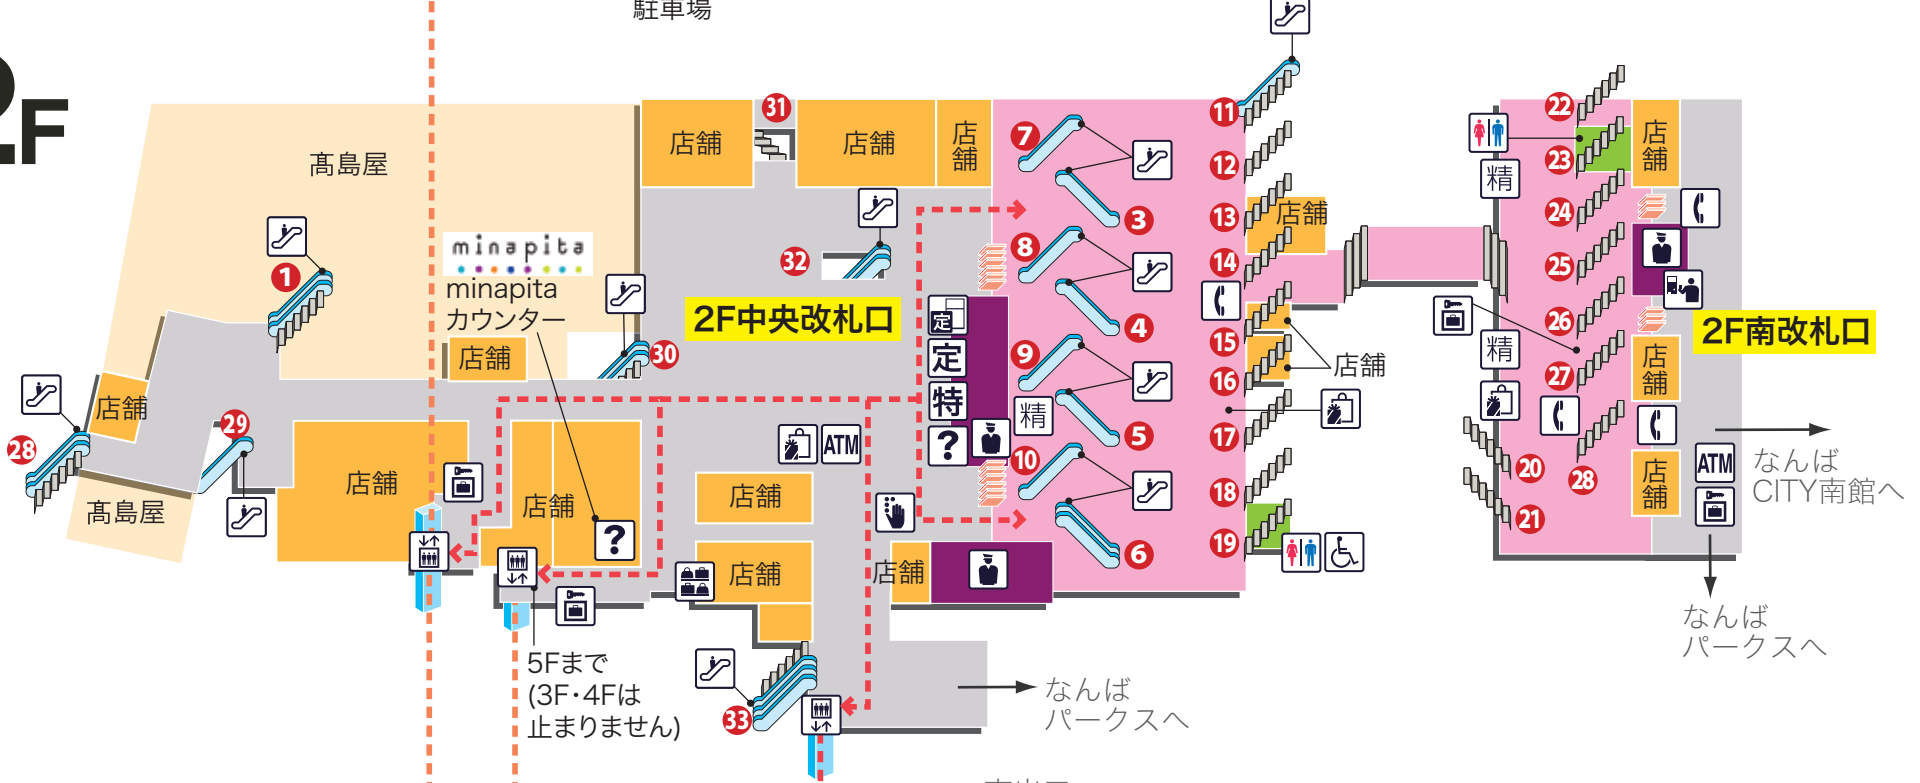 駐車場
2F
髙島屋
店舗
31
店舗
店舗
7
3
8
4
9
5
10
6
11
12
13
店舗
14
15
16
店舗
17
18
19
22
23
店舗
精
24
25
26
2F南改札口
精
27
店舗
20
28
21
店舗
ATM
なんば
CITY南館へ
なんば
パークスへ
1
minapita
minapita
カウンター
32
2F中央改札口
定
定
特
?
精
30
店舗
店舗
29
28
髙島屋
店舗
店舗
?
ATM
店舗
店舗
店舗
5Fまで
(3F・4Fは
止まりません)
33
なんば
パークスへ